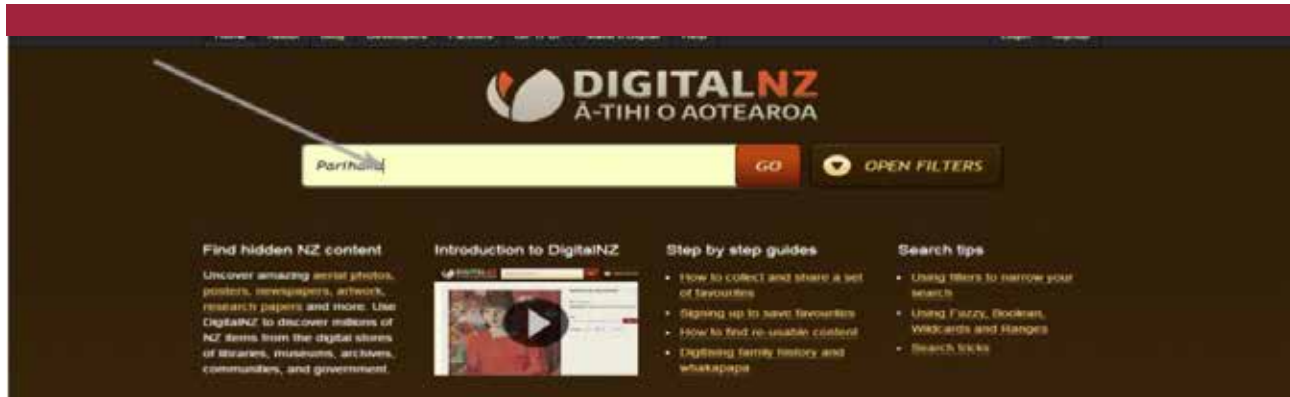 DIGITALNZ
Ā-TIHI O AOTEAROA
Parihaka
GO
OPEN FILTERS
Find hidden NZ content
Uncover amazing aerial photos,
posters, newspapers, artwork,
research papers and more. Use
DigitalNZ to discover millions of
NZ items from the digital stores
of libraries, museums, archives,
communities, and government.
Introduction to DigitalNZ
Step by step guides
• How to collect and share a set
of favourites
• Signing up to save favourites
• How to find re-usable content
• Digitising family history and
whakapapa
Search tips
• Using filters to narrow your
search
• Using Fuzzy, Boolean,
Wildcards and Ranges
• Search tricks